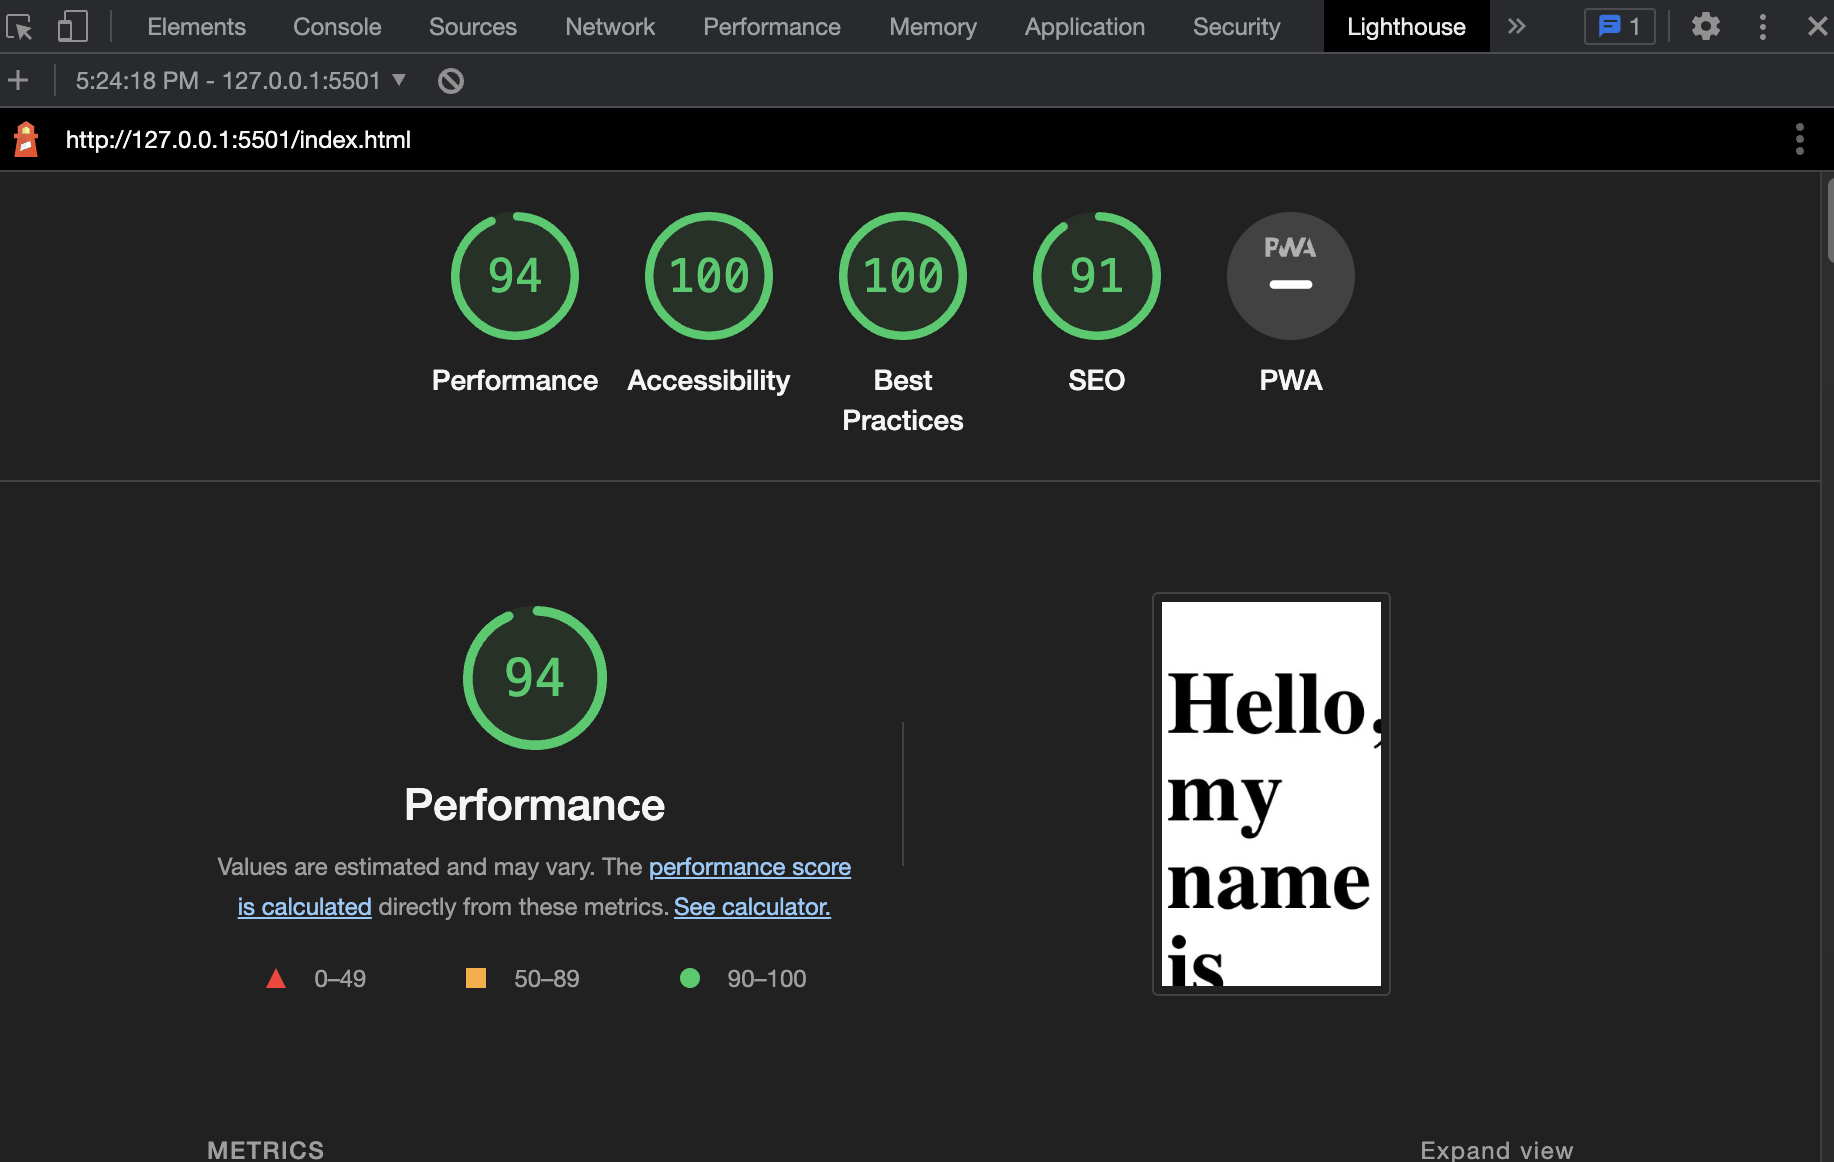 Elements Console Sources Network Performance Memory Application Security Lighthouse 1
5:24:18 PM - 127.0.0.1:5501
http://127.0.0.1:5501/index.html
94 100 100 91 PWA
Performance Accessibility Best Practices SEO PWA
94
Performance
Values are estimated and may vary. The performance score
is calculated directly from these metrics. See calculator.
0–49 50–89 90–100
Hello,
my
name
is
METRICS Expand view